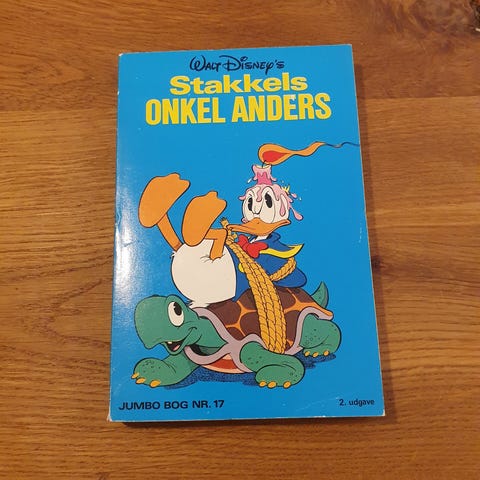 Walt Disney's
Stakkels
ONKEL ANDERS
JUMBO BOG NR. 17
2. udgave